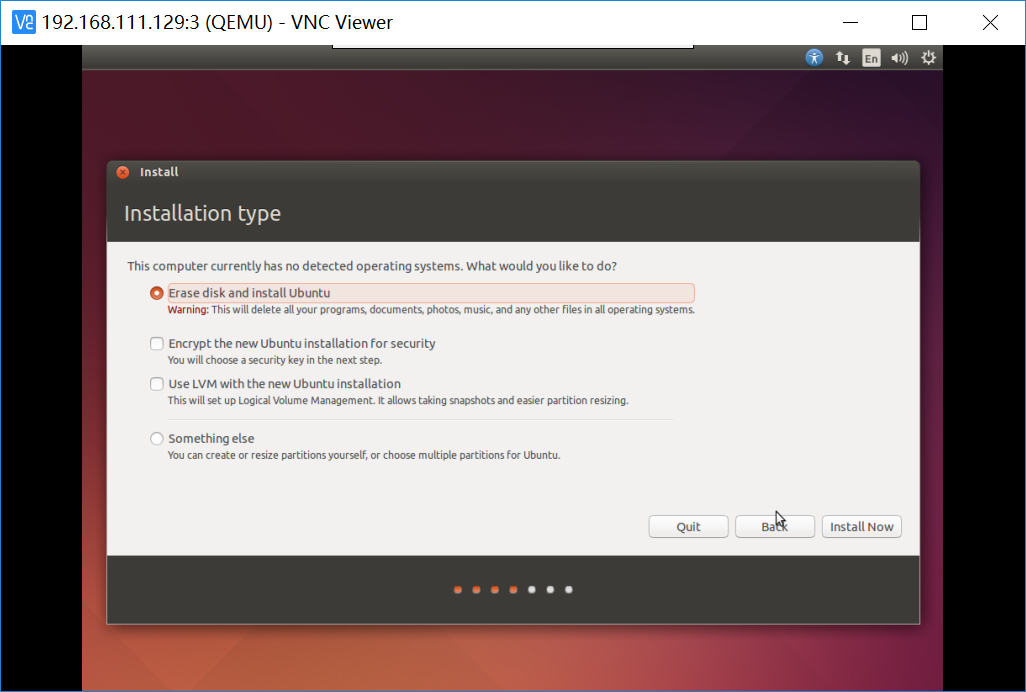 192.168.111.129:3 (QEMU) - VNC Viewer
En
Install
Installation type
This computer currently has no detected operating systems. What would you like to do?
Erase disk and install Ubuntu
Warning: This will delete all your programs, documents, photos, music, and any other files in all operating systems.
Encrypt the new Ubuntu installation for security
You will choose a security key in the next step.
Use LVM with the new Ubuntu installation
This will set up Logical Volume Management. It allows taking snapshots and easier partition resizing.
Something else
You can create or resize partitions yourself, or choose multiple partitions for Ubuntu.
Quit Back Install Now